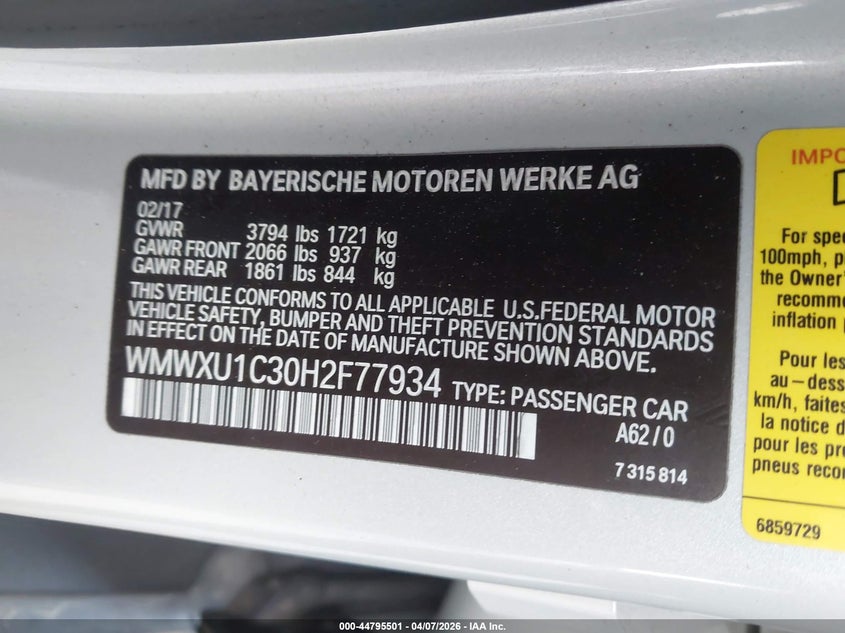 MFD BY BAYERISCHE MOTOREN WERKE AG
02/17
GVWR 3794 lbs 1721 kg
GAWR FRONT 2066 lbs 937 kg
GAWR REAR 1861 lbs 844 kg
THIS VEHICLE CONFORMS TO ALL APPLICABLE U.S.FEDERAL MOTOR
VEHICLE SAFETY, BUMPER AND THEFT PREVENTION STANDARDS
IN EFFECT ON THE DATE OF MANUFACTURE SHOWN ABOVE.
WMWXU1C30H2F77934 TYPE: PASSENGER CAR
A62/0
7 315 814
IMPO
For spec
100mph, p
the Owner'
recomme
inflation p
Pour les
au-dess
km/h, faites
la notice d
pour les pre
pneus recor
6859729
000-44795501 / 04/07/2026 - IAA Inc.